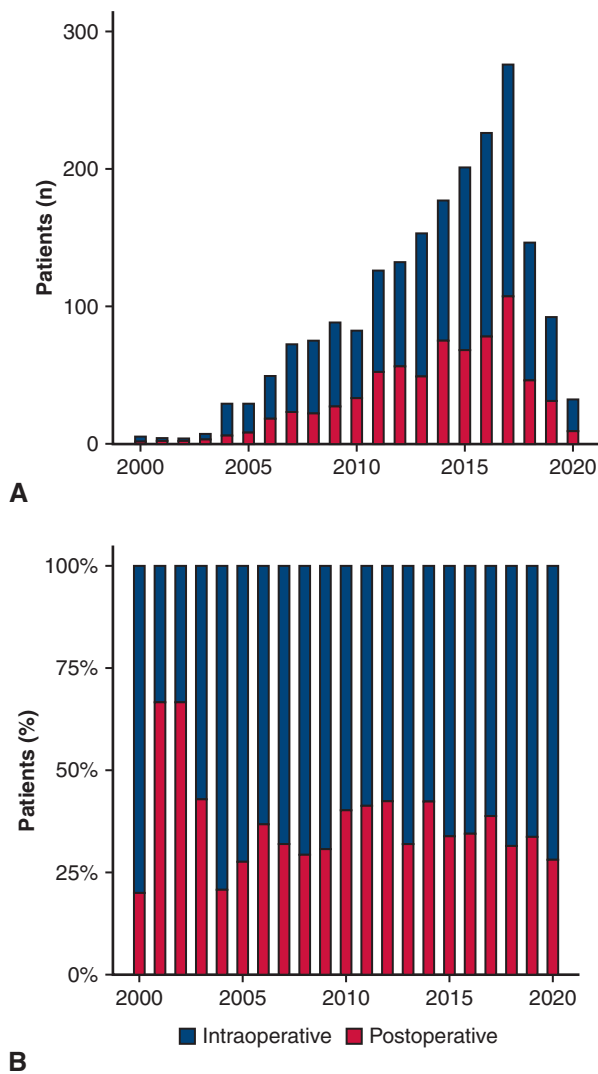 300
200
100
0
Patients (n)
2000 2005 2010 2015 2020
A
100%
75%
50%
25%
0%
Patients (%)
2000 2005 2010 2015 2020
Intraoperative Postoperative
B